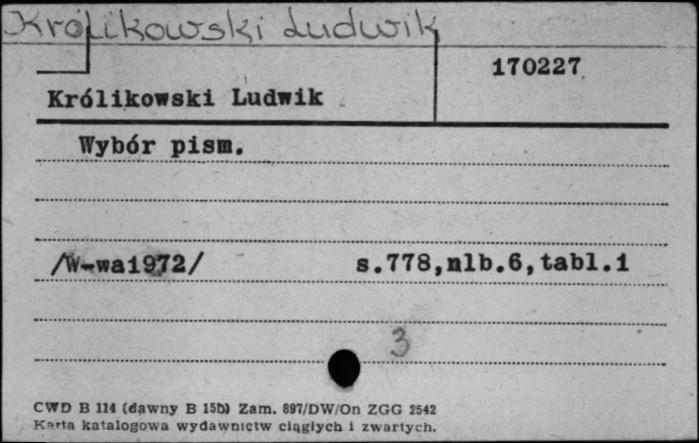 Królikowski Ludwik
170227
Królikowski Ludwik
Wybór pism.
/W-wa1972/ s.778,nlb.6,tabl.1
3
CWD B 114 (dawny B 15b) Zam. 897/DW/On ZGG 2542
Karta katalogowa wydawnictw ciągłych i zwartych.